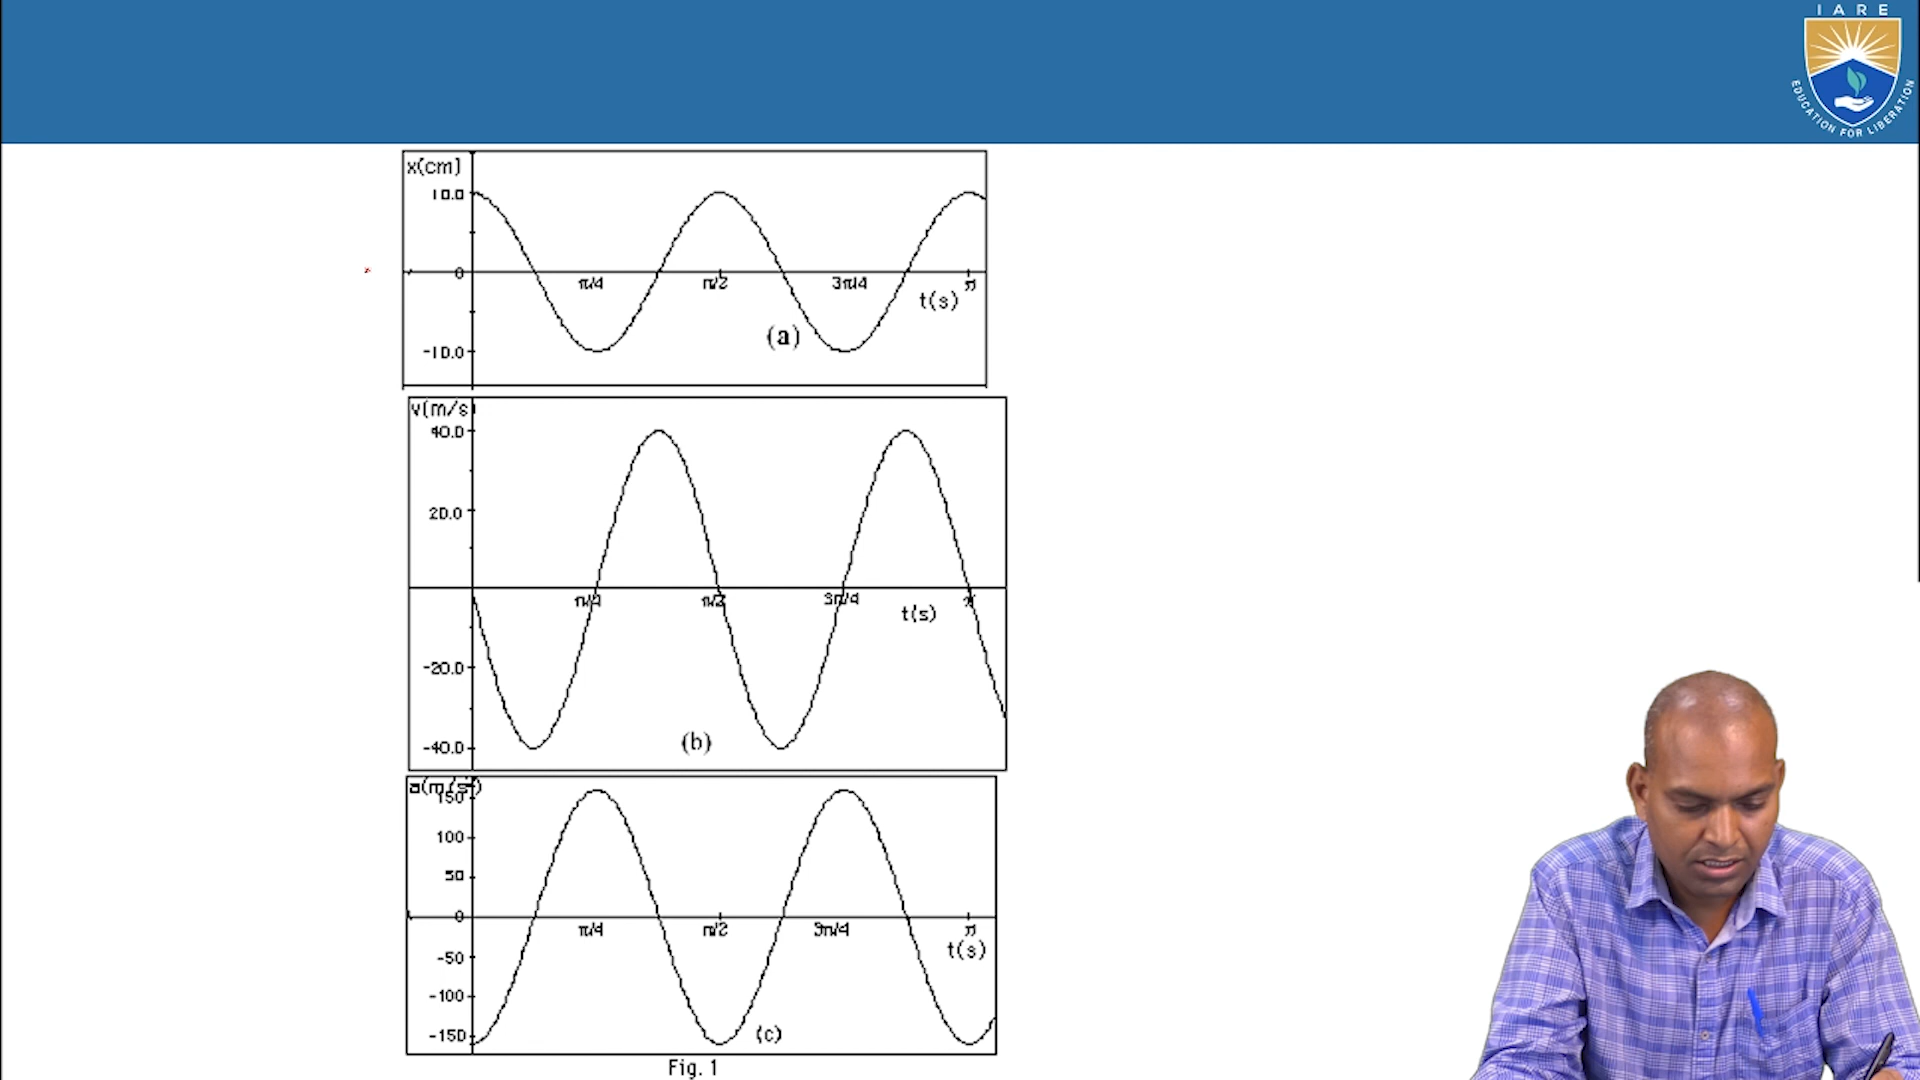 IARE
EDUCATION FOR LIBERATION
x(cm)
10.0
0
π/4
π/2
3π/4
π
t(s)
(a)
-10.0
v(m/s)
40.0
20.0
π/4
π/2
3π/4
π
t(s)
-20.0
-40.0
(b)
a(m/s²)
150
100
50
0
π/4
π/2
3π/4
π
t(s)
-50
-100
-150
(c)
Fig. 1